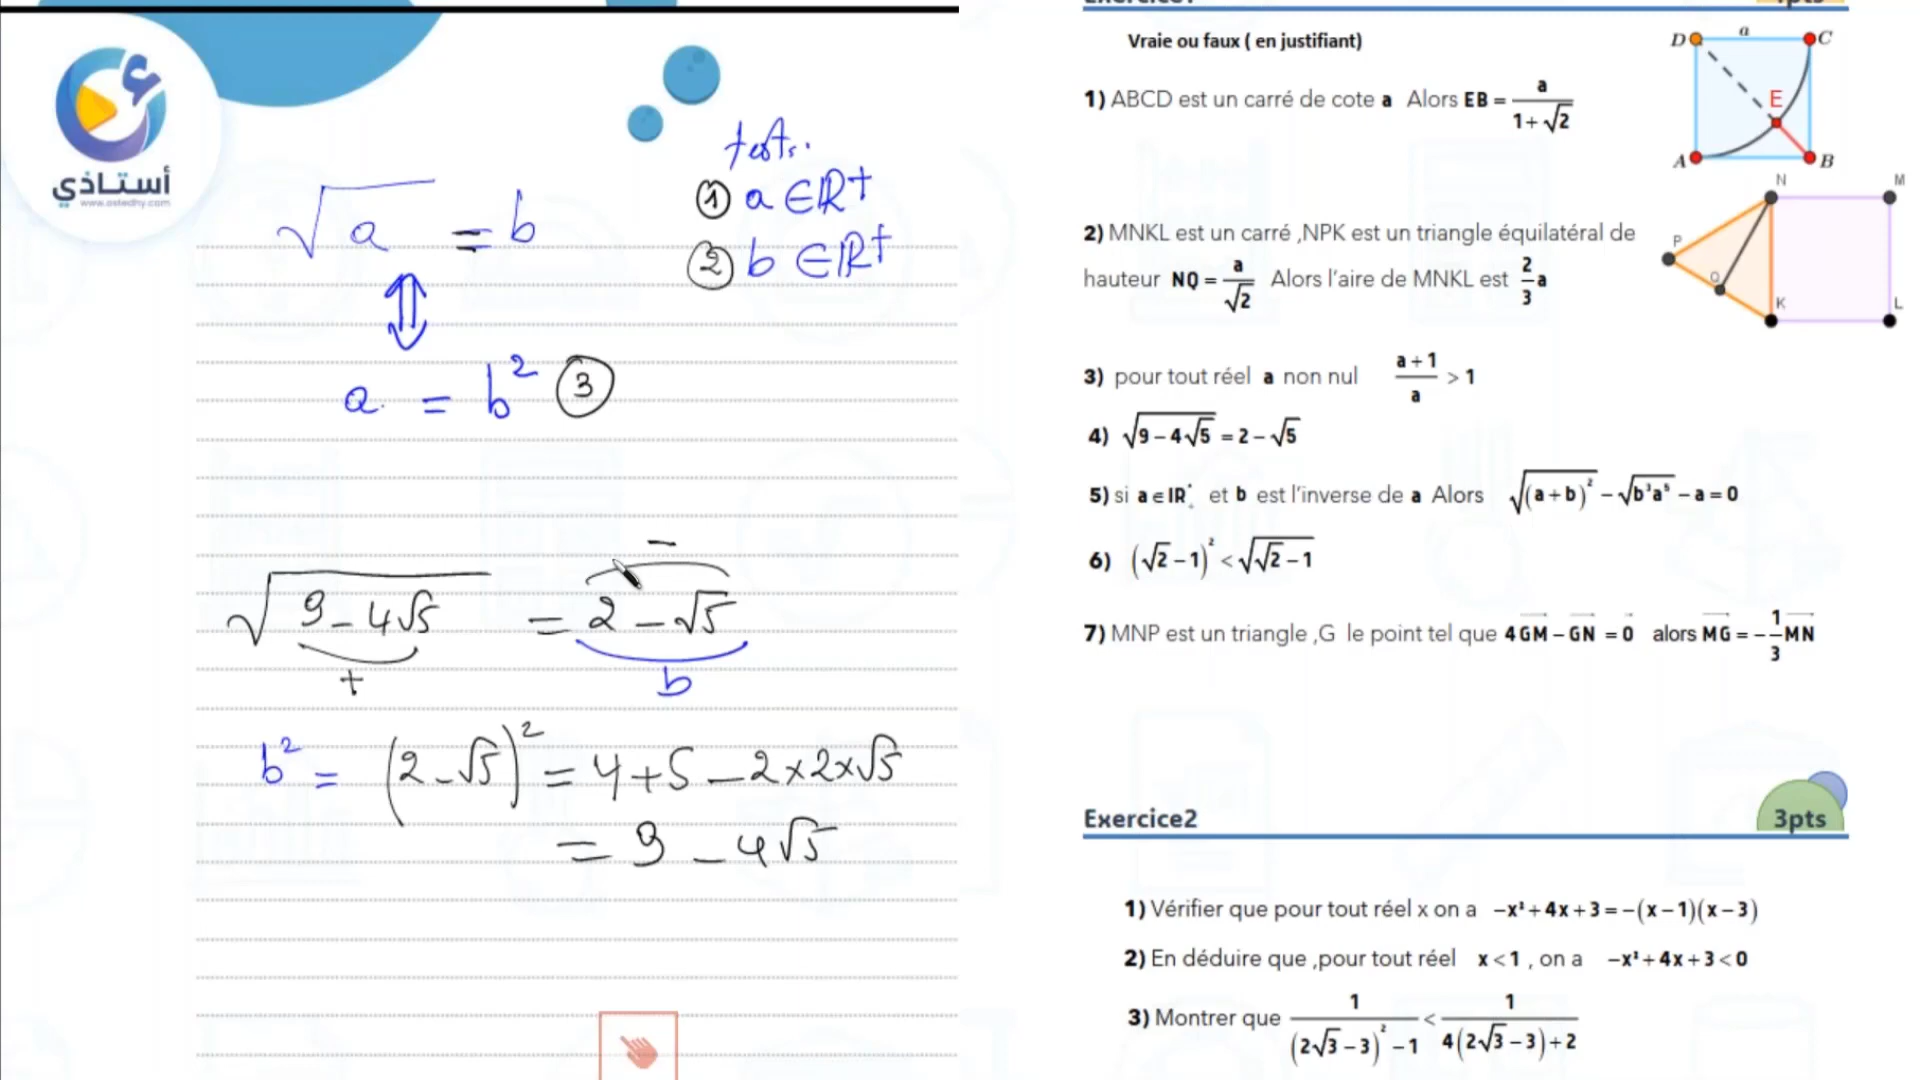 أستاذي
www.ostedhy.com
test.
① a ∈ IR+
② b ∈ IR+
√a = b
⇕
a = b² ③
−
√(9 − 4√5) = 2 − √5
+
b
b² = (2 − √5)² = 4 + 5 − 2×2×√5
= 9 − 4√5
Exercice1
4pts
Vraie ou faux ( en justifiant)
1) ABCD est un carré de cote a Alors EB = a/(1+√2)
D a C
E
A B
2) MNKL est un carré ,NPK est un triangle équilatéral de
hauteur NQ = a/√2 Alors l'aire de MNKL est 2/3 a
N M
P
Q
K L
3) pour tout réel a non nul (a+1)/a > 1
4) √(9 − 4√5) = 2 − √5
5) si a ∈ IR*₊ et b est l'inverse de a Alors √((a+b)²) − √(b³a⁵) − a = 0
6) (√2 − 1)² < √(√2 − 1)
7) MNP est un triangle ,G le point tel que 4GM − GN = 0 alors MG = −1/3 MN
Exercice2
3pts
1) Vérifier que pour tout réel x on a −x² + 4x + 3 = −(x − 1)(x − 3)
2) En déduire que ,pour tout réel x < 1 , on a −x² + 4x + 3 < 0
3) Montrer que 1/((2√3 − 3)² − 1) < 1/(4(2√3 − 3) + 2)